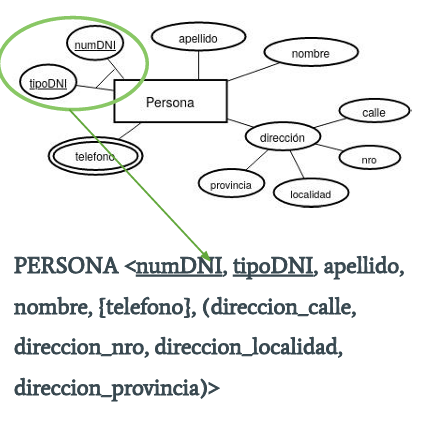 numDNI
apellido
nombre
tipoDNI
Persona
calle
dirección
nro
telefono
provincia
localidad
PERSONA <numDNI, tipoDNI, apellido,
nombre, {telefono}, (direccion_calle,
direccion_nro, direccion_localidad,
direccion_provincia)>